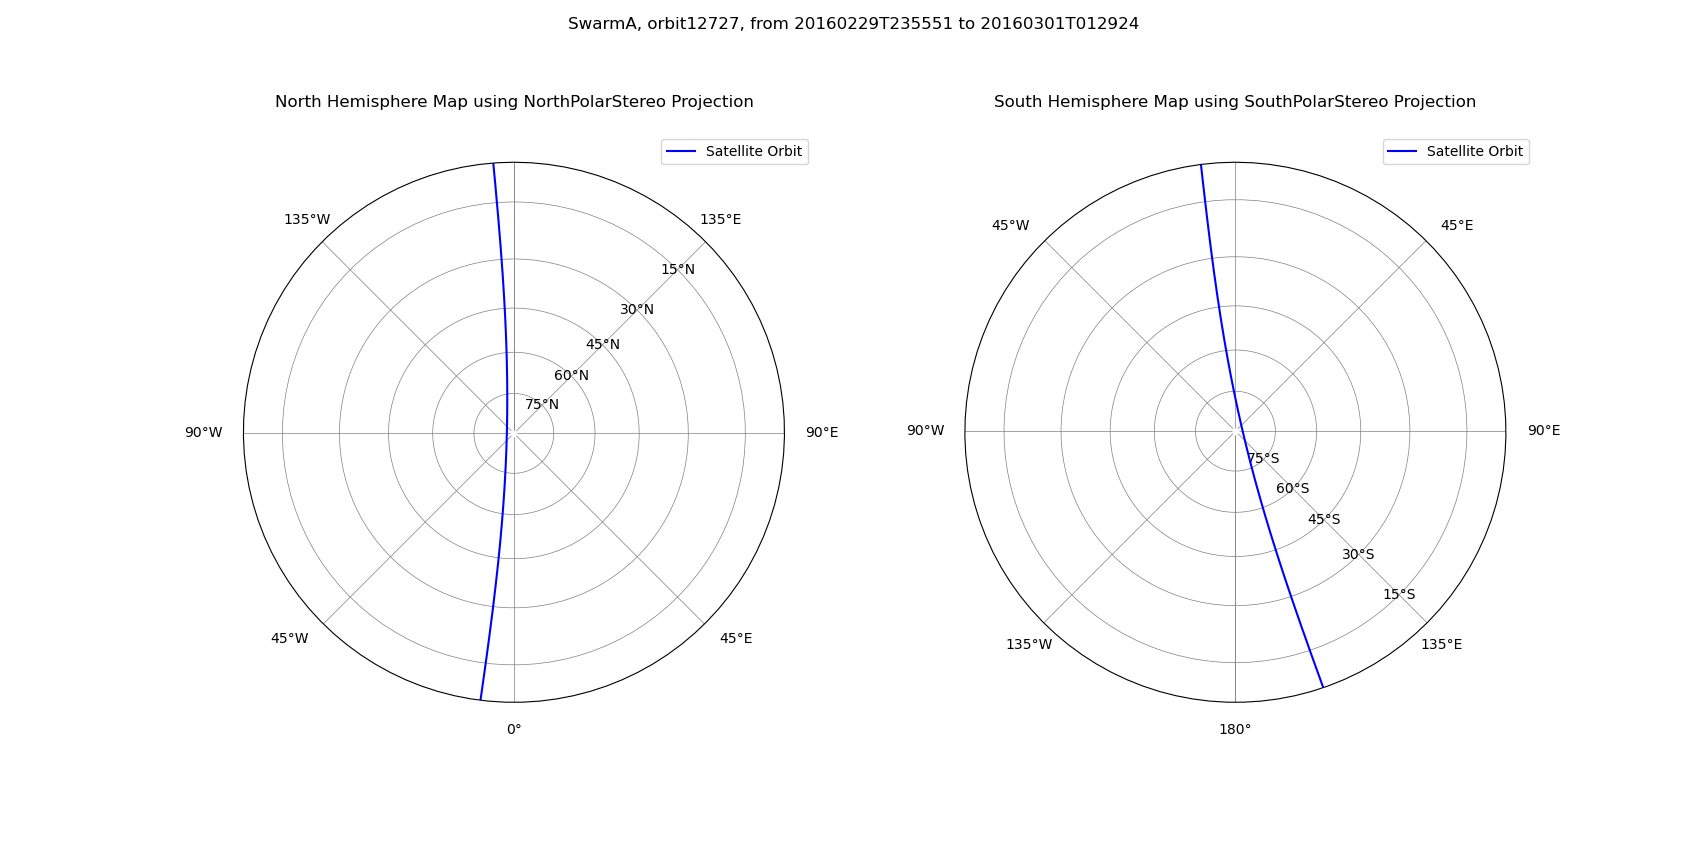 SwarmA, orbit12727, from 20160229T235551 to 20160301T012924
North Hemisphere Map using NorthPolarStereo Projection
Satellite Orbit
135°W
135°E
15°N
30°N
45°N
60°N
75°N
90°W
90°E
45°W
45°E
0°
South Hemisphere Map using SouthPolarStereo Projection
Satellite Orbit
45°W
45°E
90°W
90°E
75°S
60°S
45°S
30°S
15°S
135°W
135°E
180°